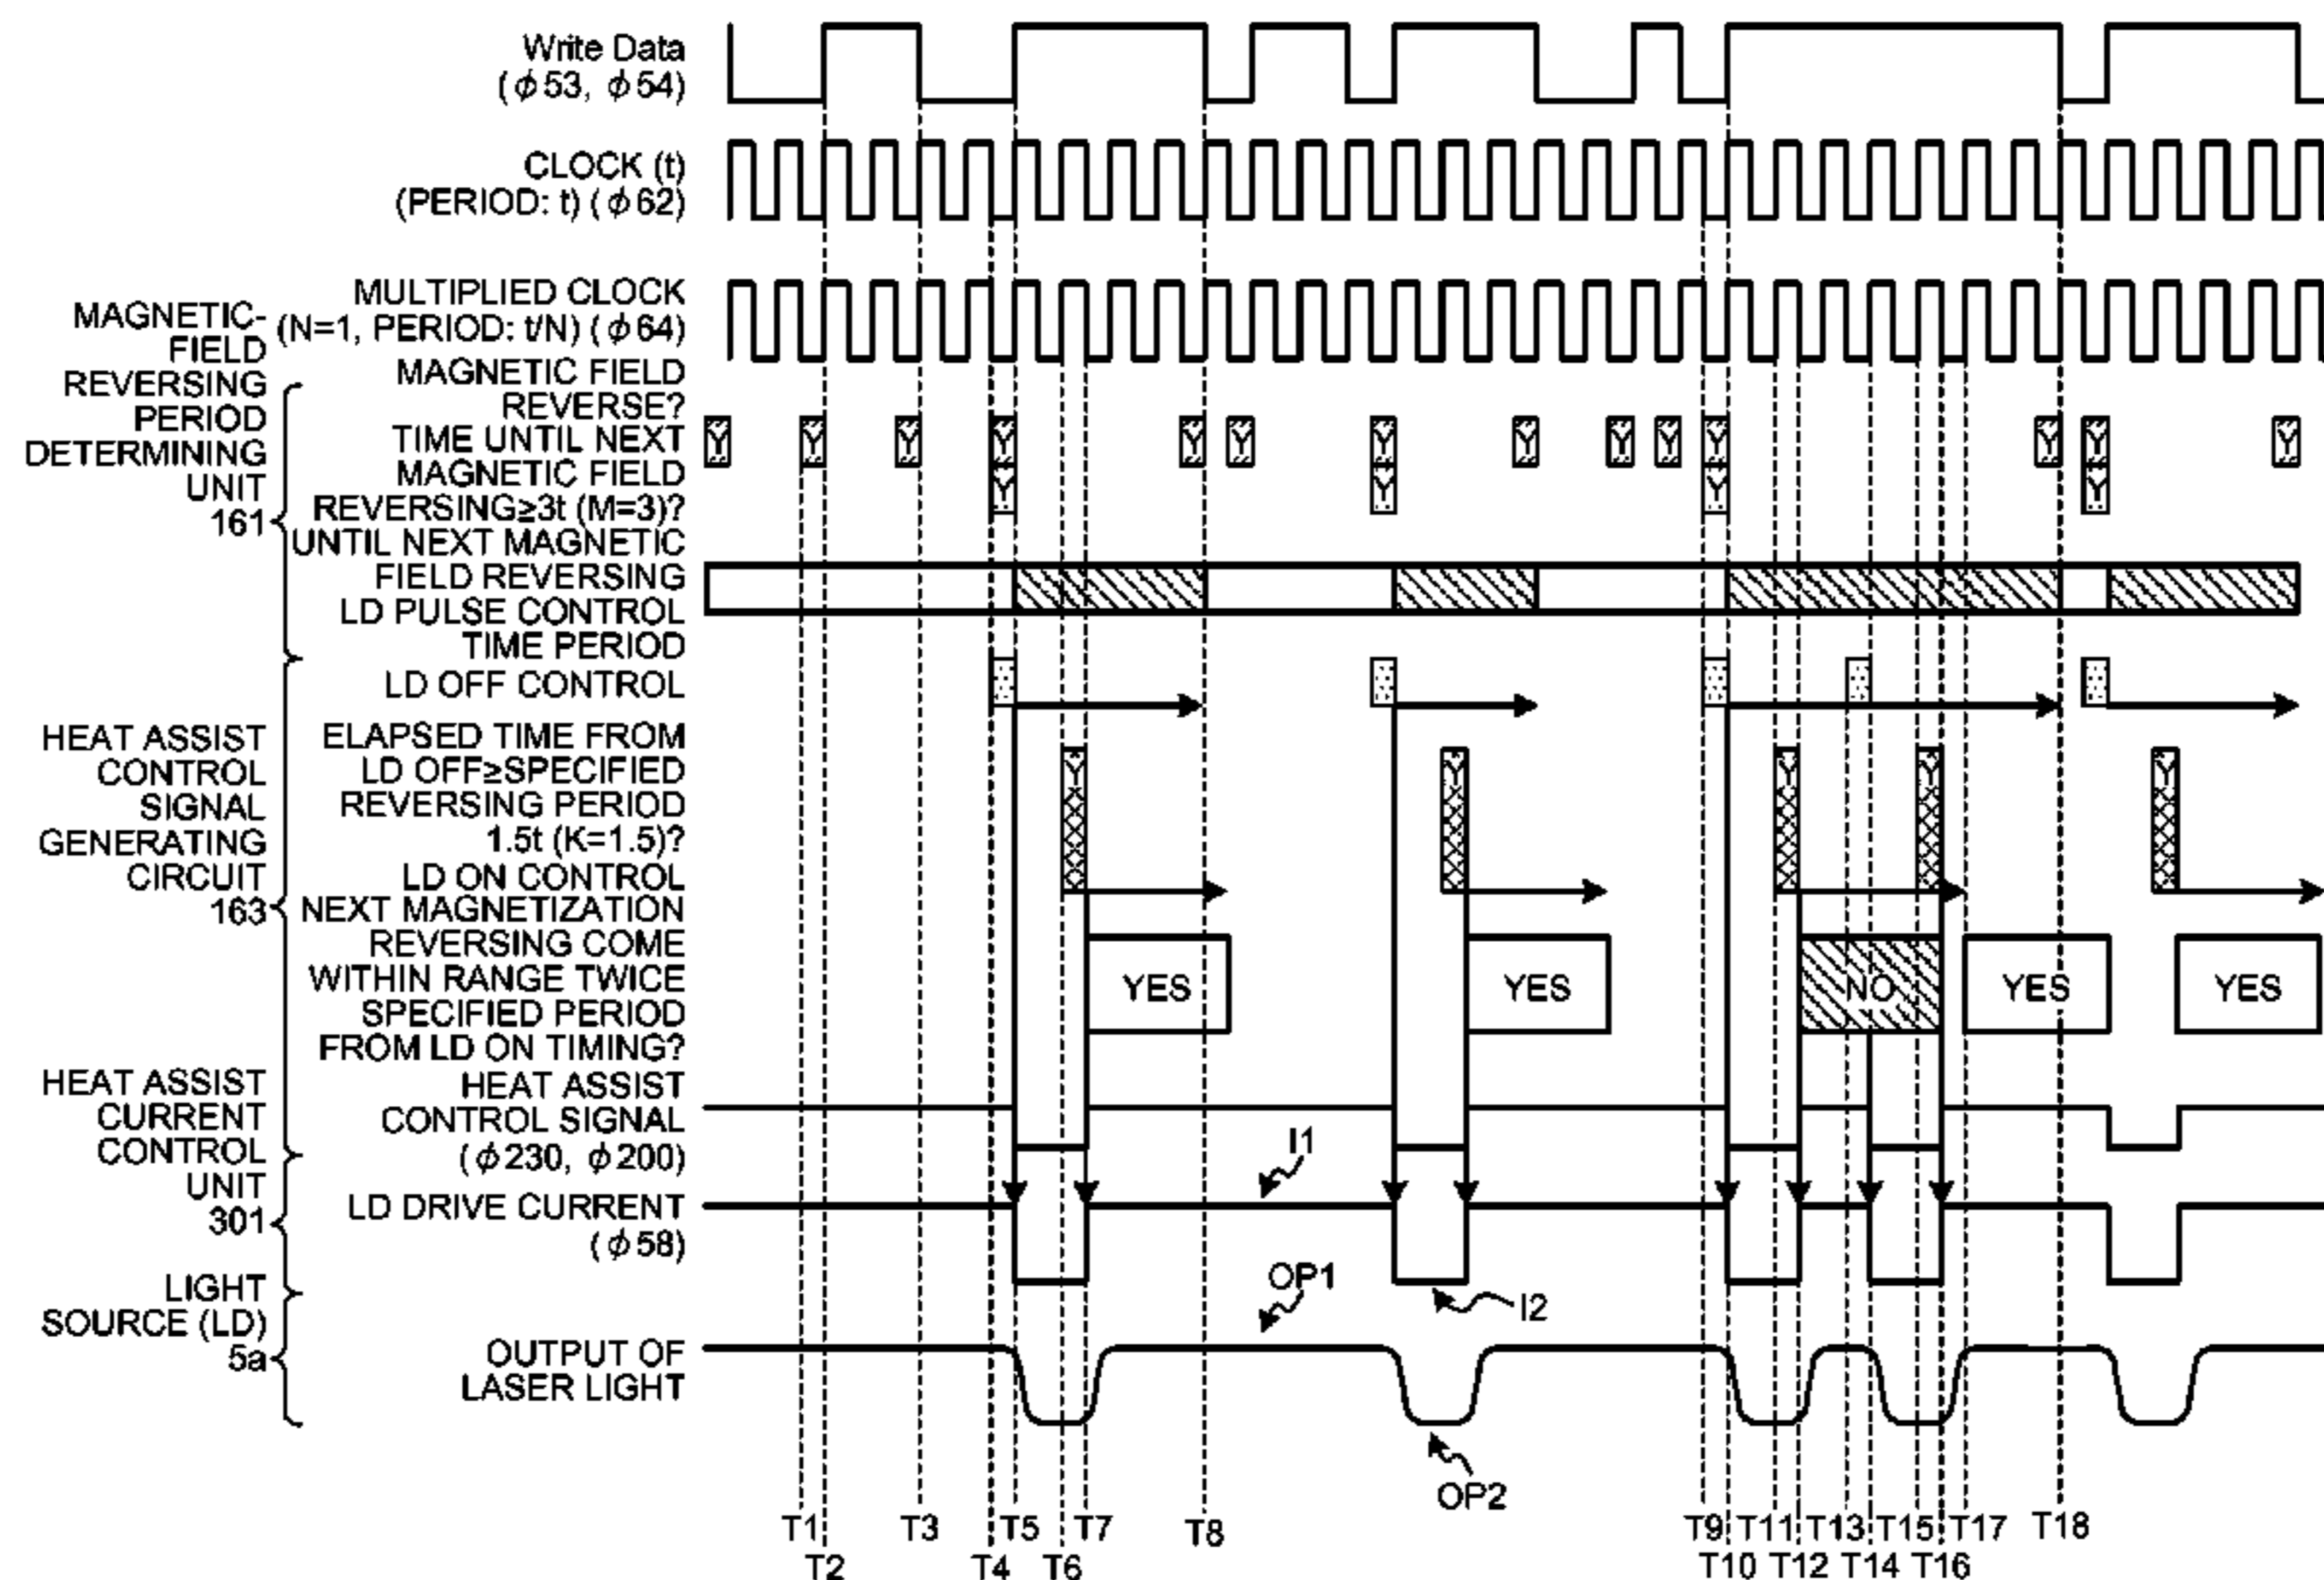 Write Data
(ϕ53, ϕ54)
CLOCK (t)
(PERIOD: t) (ϕ62)
MULTIPLIED CLOCK
(N=1, PERIOD: t/N) (ϕ64)
MAGNETIC-
FIELD
REVERSING
PERIOD
DETERMINING
UNIT
161
MAGNETIC FIELD
REVERSE?
TIME UNTIL NEXT
MAGNETIC FIELD
REVERSING≥3t (M=3)?
UNTIL NEXT MAGNETIC
FIELD REVERSING
LD PULSE CONTROL
TIME PERIOD
Y Y Y Y Y Y Y Y Y Y Y Y Y Y
Y Y Y Y
HEAT ASSIST
CONTROL
SIGNAL
GENERATING
CIRCUIT
163
LD OFF CONTROL
ELAPSED TIME FROM
LD OFF≥SPECIFIED
REVERSING PERIOD
1.5t (K=1.5)?
LD ON CONTROL
Y Y Y Y Y
NEXT MAGNETIZATION
REVERSING COME
WITHIN RANGE TWICE
SPECIFIED PERIOD
FROM LD ON TIMING?
YES YES NO YES YES
HEAT ASSIST
CURRENT
CONTROL
UNIT
301
HEAT ASSIST
CONTROL SIGNAL
(ϕ230, ϕ200)
I1
LD DRIVE CURRENT
(ϕ58)
I2
LIGHT
SOURCE (LD)
5a
OP1
OUTPUT OF
LASER LIGHT
OP2
T1 T3 T5 T7 T8 T9 T11 T13 T15 T17 T18
T2 T4 T6 T10 T12 T14 T16